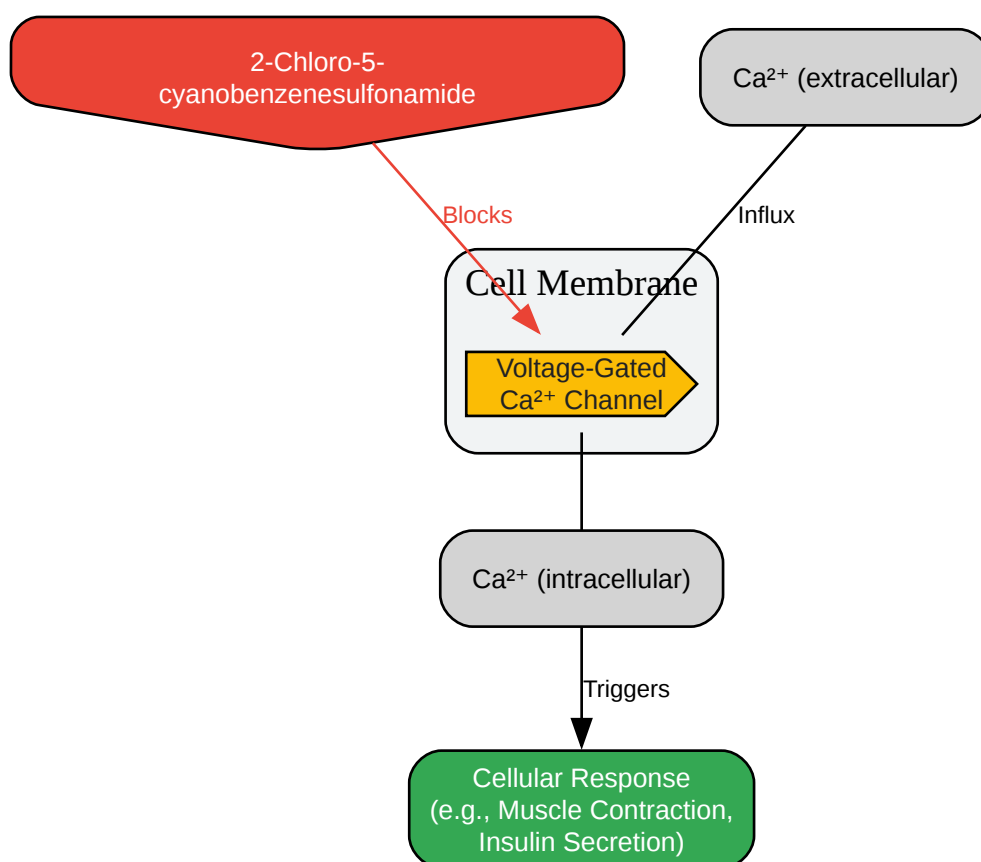 2-Chloro-5-
cyanobenzenesulfonamide
Ca²⁺ (extracellular)
Blocks
Influx
Cell Membrane
Voltage-Gated
Ca²⁺ Channel
Ca²⁺ (intracellular)
Triggers
Cellular Response
(e.g., Muscle Contraction,
Insulin Secretion)